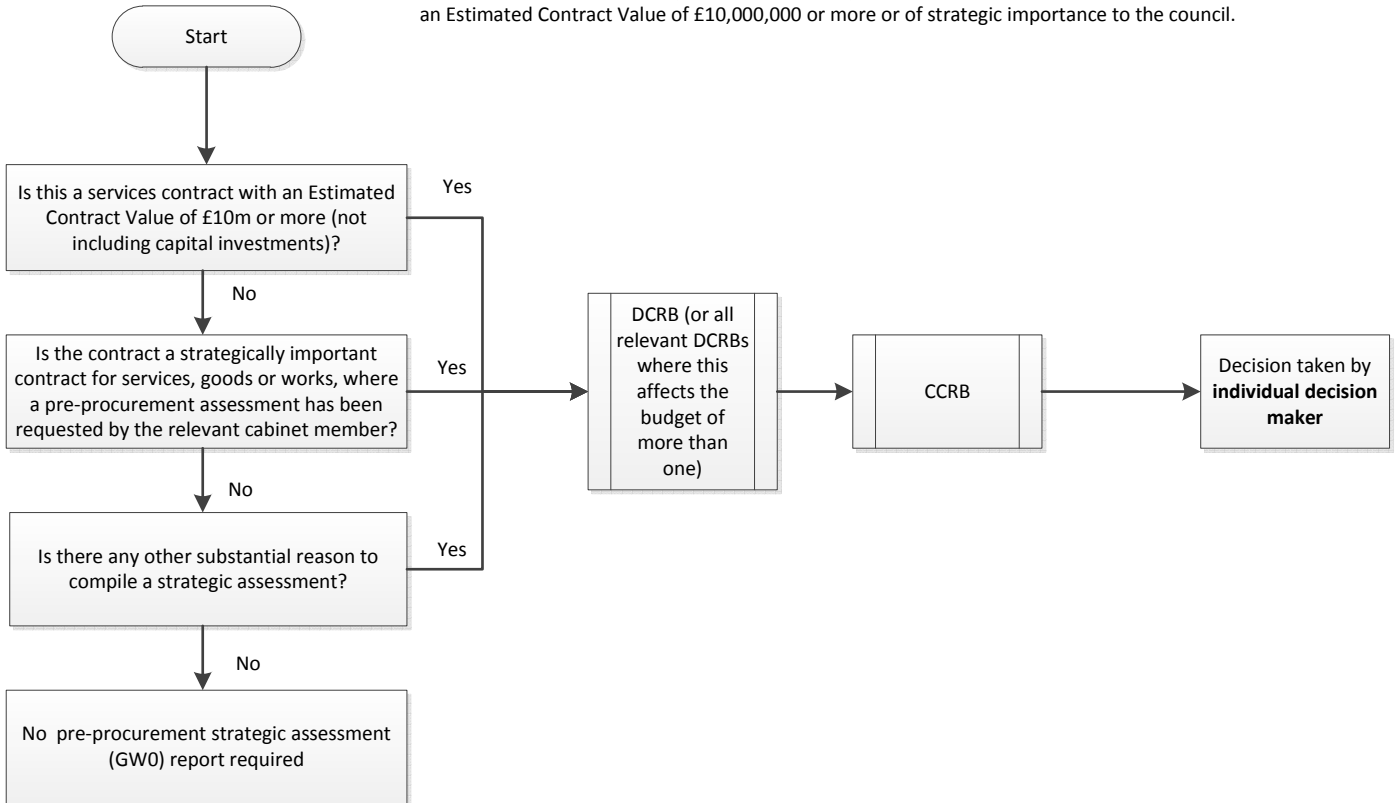 an Estimated Contract Value of £10,000,000 or more or of strategic importance to the council.
Start
Is this a services contract with an Estimated
Contract Value of £10m or more (not
including capital investments)?
Yes
No
Is the contract a strategically important
contract for services, goods or works, where
a pre-procurement assessment has been
requested by the relevant cabinet member?
Yes
No
Is there any other substantial reason to
compile a strategic assessment?
Yes
No
No pre-procurement strategic assessment
(GW0) report required
DCRB (or all
relevant DCRBs
where this
affects the
budget of
more than
one)
CCRB
Decision taken by
individual decision
maker